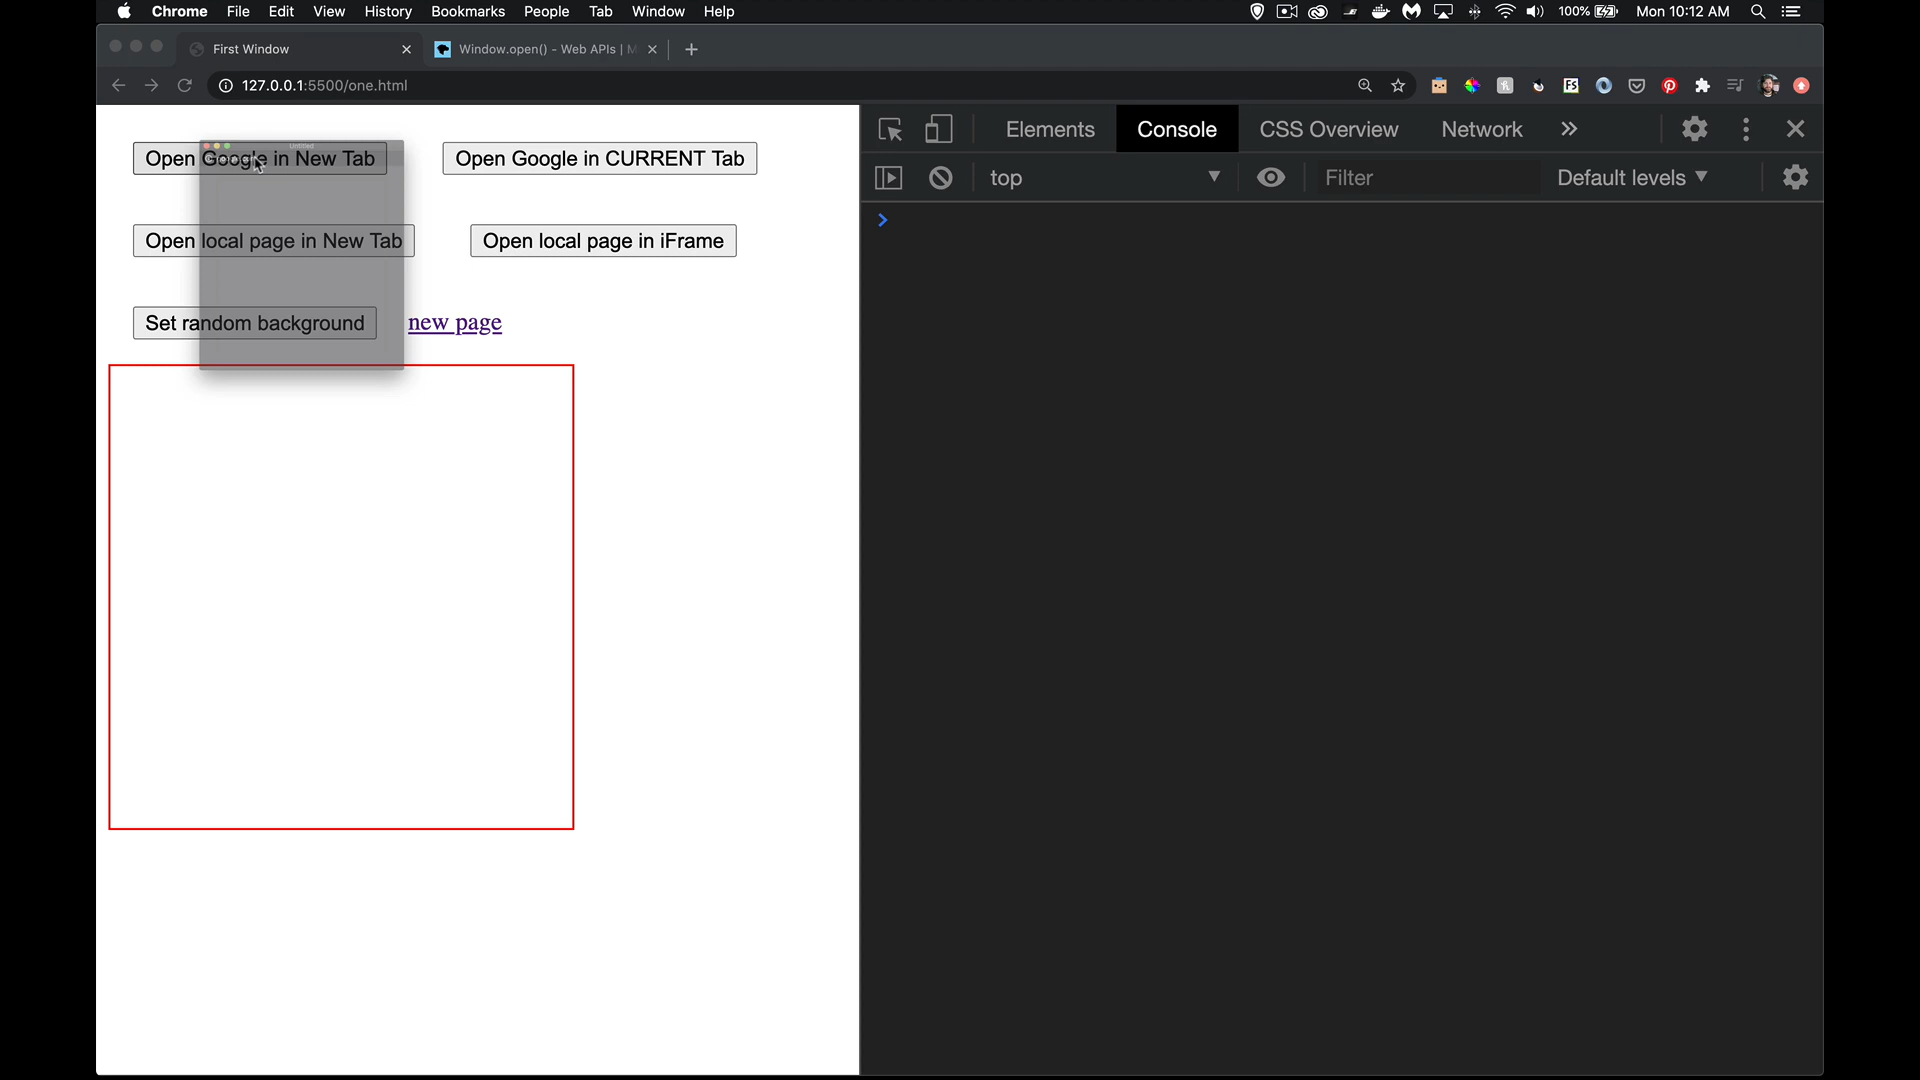 Chrome File Edit View History Bookmarks People Tab Window Help 100% Mon 10:12 AM
First Window Window.open() - Web APIs | M
127.0.0.1:5500/one.html
Untitled
Open Google in New Tab Open Google in CURRENT Tab
Open local page in New Tab Open local page in iFrame
Set random background new page
Elements Console CSS Overview Network
top Filter Default levels